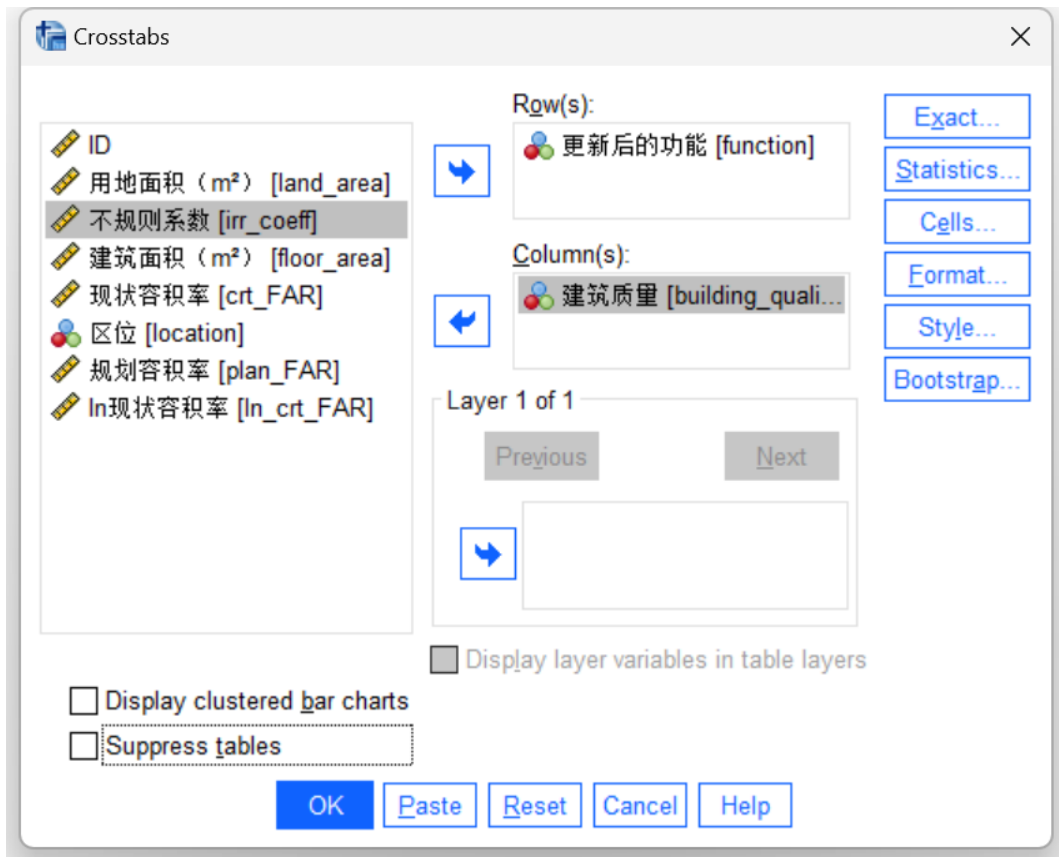 Crosstabs
ID
用地面积（m²） [land_area]
不规则系数 [irr_coeff]
建筑面积（m²） [floor_area]
现状容积率 [crt_FAR]
区位 [location]
规划容积率 [plan_FAR]
ln现状容积率 [ln_crt_FAR]
Row(s):
更新后的功能 [function]
Column(s):
建筑质量 [building_quali...
Layer 1 of 1
Previous
Next
Display layer variables in table layers
Exact...
Statistics...
Cells...
Format...
Style...
Bootstrap...
Display clustered bar charts
Suppress tables
OK
Paste
Reset
Cancel
Help